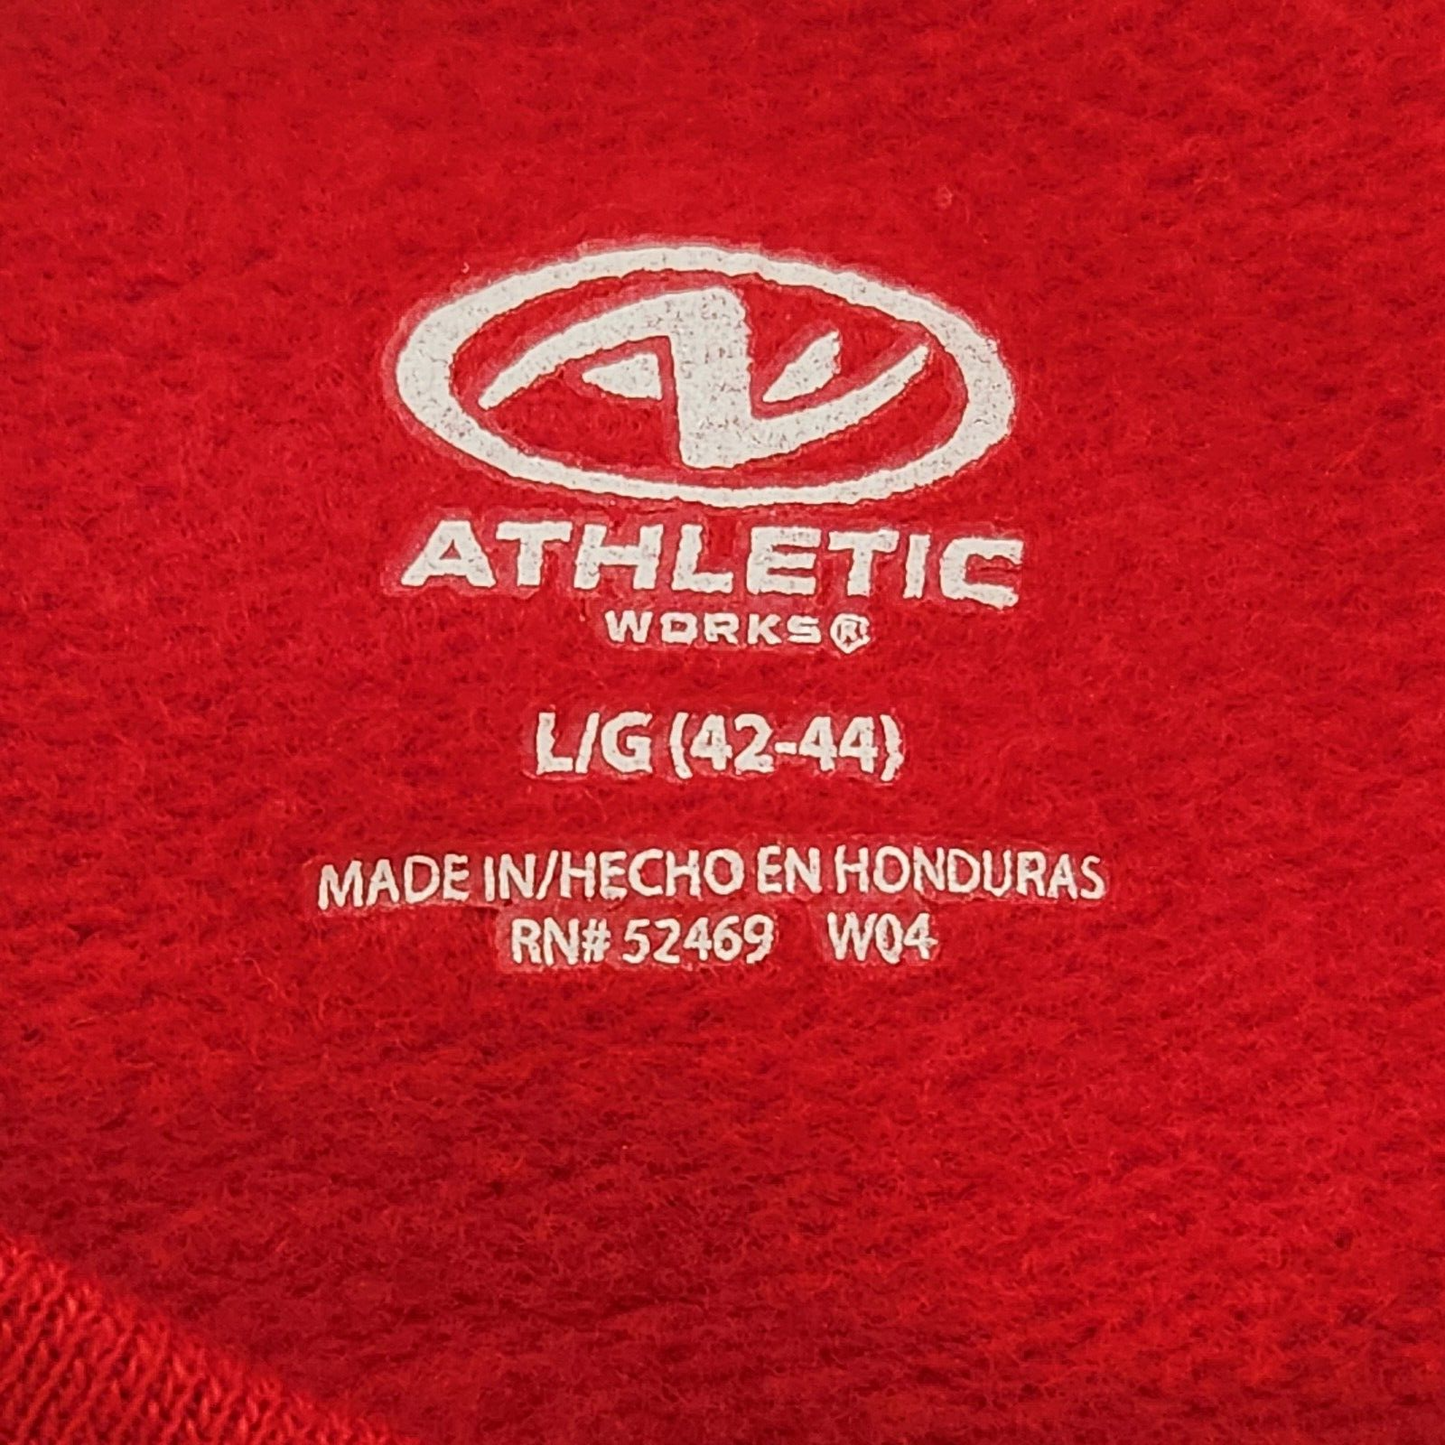 ATHLETIC
WORKS®
L/G (42-44)
MADE IN/HECHO EN HONDURAS
RN# 52469 W04